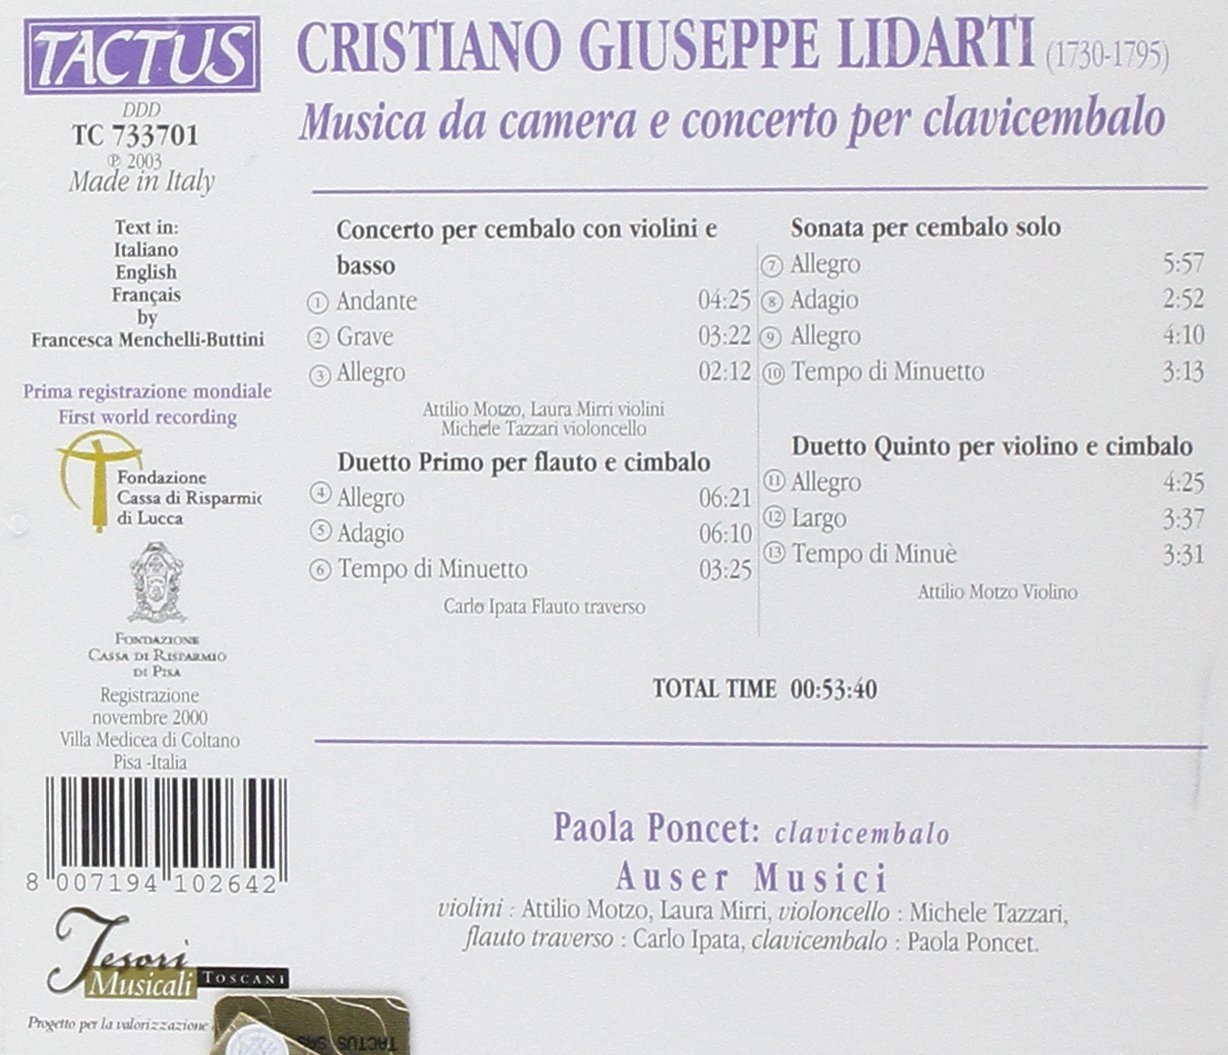 TACTUS
DDD
TC 733701
℗ 2003
Made in Italy
Text in:
Italiano
English
Français
by
Francesca Menchelli-Buttini
Prima registrazione mondiale
First world recording
Fondazione
Cassa di Risparmio
di Lucca
FONDAZIONE
CASSA DI RISPARMIO
DI PISA
Registrazione
novembre 2000
Villa Medicea di Coltano
Pisa -Italia
8 007194 102642
Tesori
Musicali TOSCANI
Progetto per la valorizzazione
TACTUS SAS
CRISTIANO GIUSEPPE LIDARTI (1730-1795)
Musica da camera e concerto per clavicembalo
Concerto per cembalo con violini e
basso
1 Andante 04:25
2 Grave 03:22
3 Allegro 02:12
Attilio Motzo, Laura Mirri violini
Michele Tazzari violoncello
Duetto Primo per flauto e cimbalo
4 Allegro 06:21
5 Adagio 06:10
6 Tempo di Minuetto 03:25
Carlo Ipata Flauto traverso
Sonata per cembalo solo
7 Allegro 5:57
8 Adagio 2:52
9 Allegro 4:10
10 Tempo di Minuetto 3:13
Duetto Quinto per violino e cimbalo
11 Allegro 4:25
12 Largo 3:37
13 Tempo di Minuè 3:31
Attilio Motzo Violino
TOTAL TIME 00:53:40
Paola Poncet: clavicembalo
Auser Musici
violini : Attilio Motzo, Laura Mirri, violoncello : Michele Tazzari,
flauto traverso : Carlo Ipata, clavicembalo : Paola Poncet.